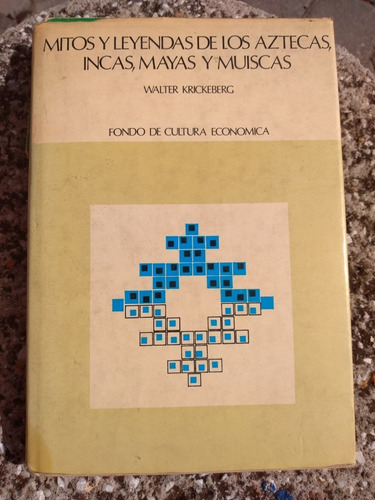 MITOS Y LEYENDAS DE LOS AZTECAS,
INCAS, MAYAS Y MUISCAS
WALTER KRICKEBERG
FONDO DE CULTURA ECONOMICA